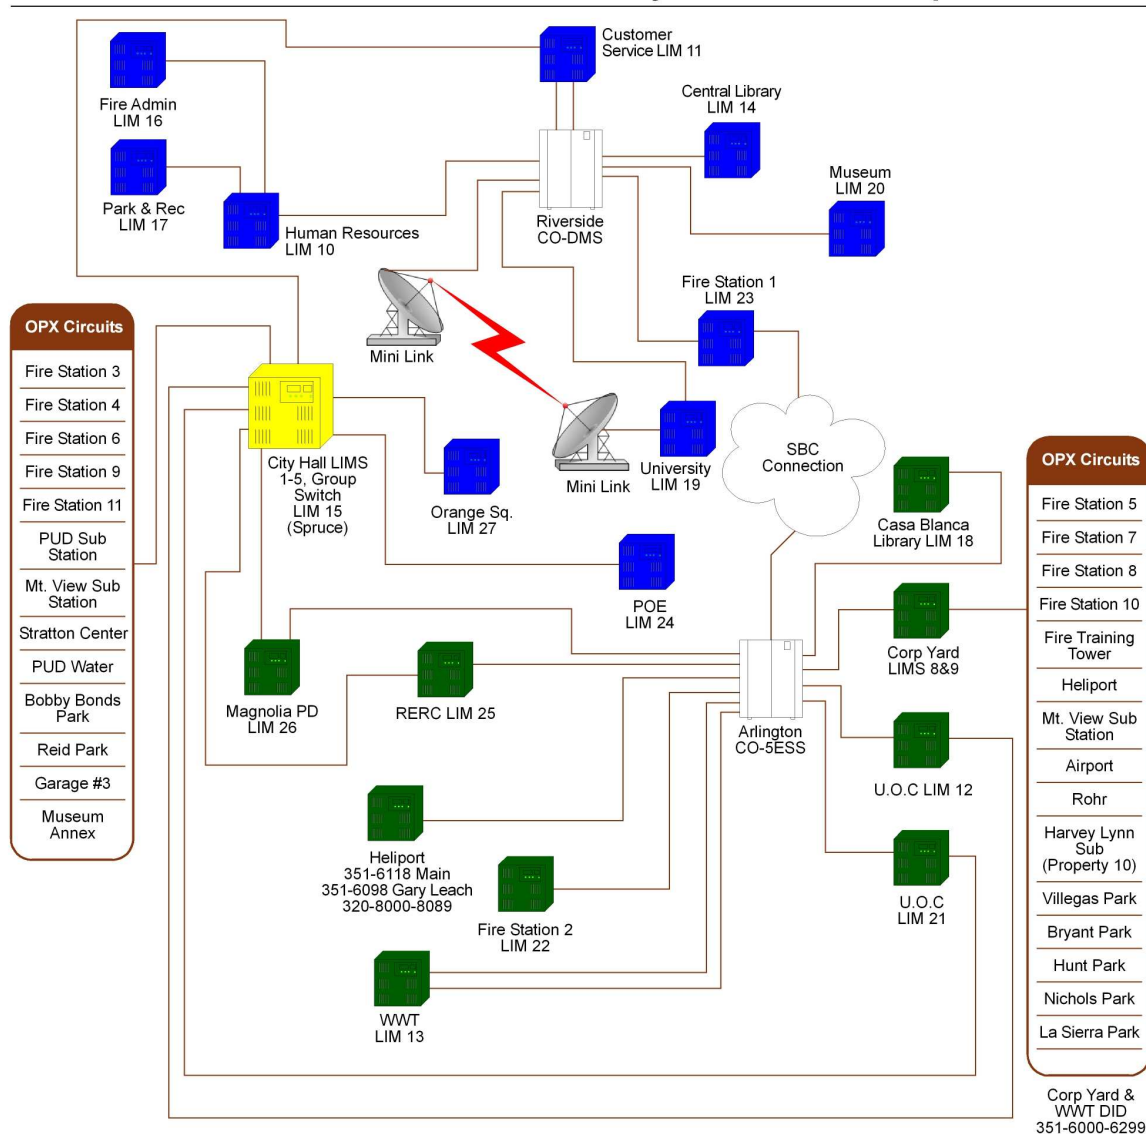 Customer
Service LIM 11
Fire Admin
LIM 16
Central Library
LIM 14
Park & Rec
LIM 17
Human Resources
LIM 10
Riverside
CO-DMS
Museum
LIM 20
Fire Station 1
LIM 23
Mini Link
Mini Link
University
LIM 19
SBC
Connection
City Hall LIMS
1-5, Group
Switch
LIM 15
(Spruce)
Orange Sq.
LIM 27
POE
LIM 24
Casa Blanca
Library LIM 18
Corp Yard
LIMS 8&9
Magnolia PD
LIM 26
RERC LIM 25
Arlington
CO-5ESS
U.O.C LIM 12
U.O.C
LIM 21
Heliport
351-6118 Main
351-6098 Gary Leach
320-8000-8089
Fire Station 2
LIM 22
WWT
LIM 13
OPX Circuits
Fire Station 3
Fire Station 4
Fire Station 6
Fire Station 9
Fire Station 11
PUD Sub
Station
Mt. View Sub
Station
Stratton Center
PUD Water
Bobby Bonds
Park
Reid Park
Garage #3
Museum
Annex
OPX Circuits
Fire Station 5
Fire Station 7
Fire Station 8
Fire Station 10
Fire Training
Tower
Heliport
Mt. View Sub
Station
Airport
Rohr
Harvey Lynn
Sub
(Property 10)
Villegas Park
Bryant Park
Hunt Park
Nichols Park
La Sierra Park
Corp Yard &
WWT DID
351-6000-6299